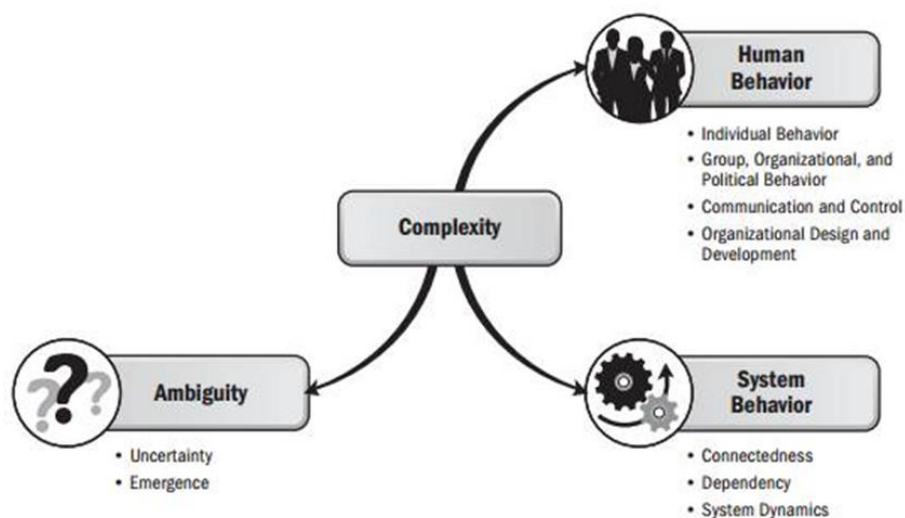 Human
Behavior
• Individual Behavior
• Group, Organizational, and
Political Behavior
• Communication and Control
• Organizational Design and
Development
Complexity
???
Ambiguity
• Uncertainty
• Emergence
System
Behavior
• Connectedness
• Dependency
• System Dynamics